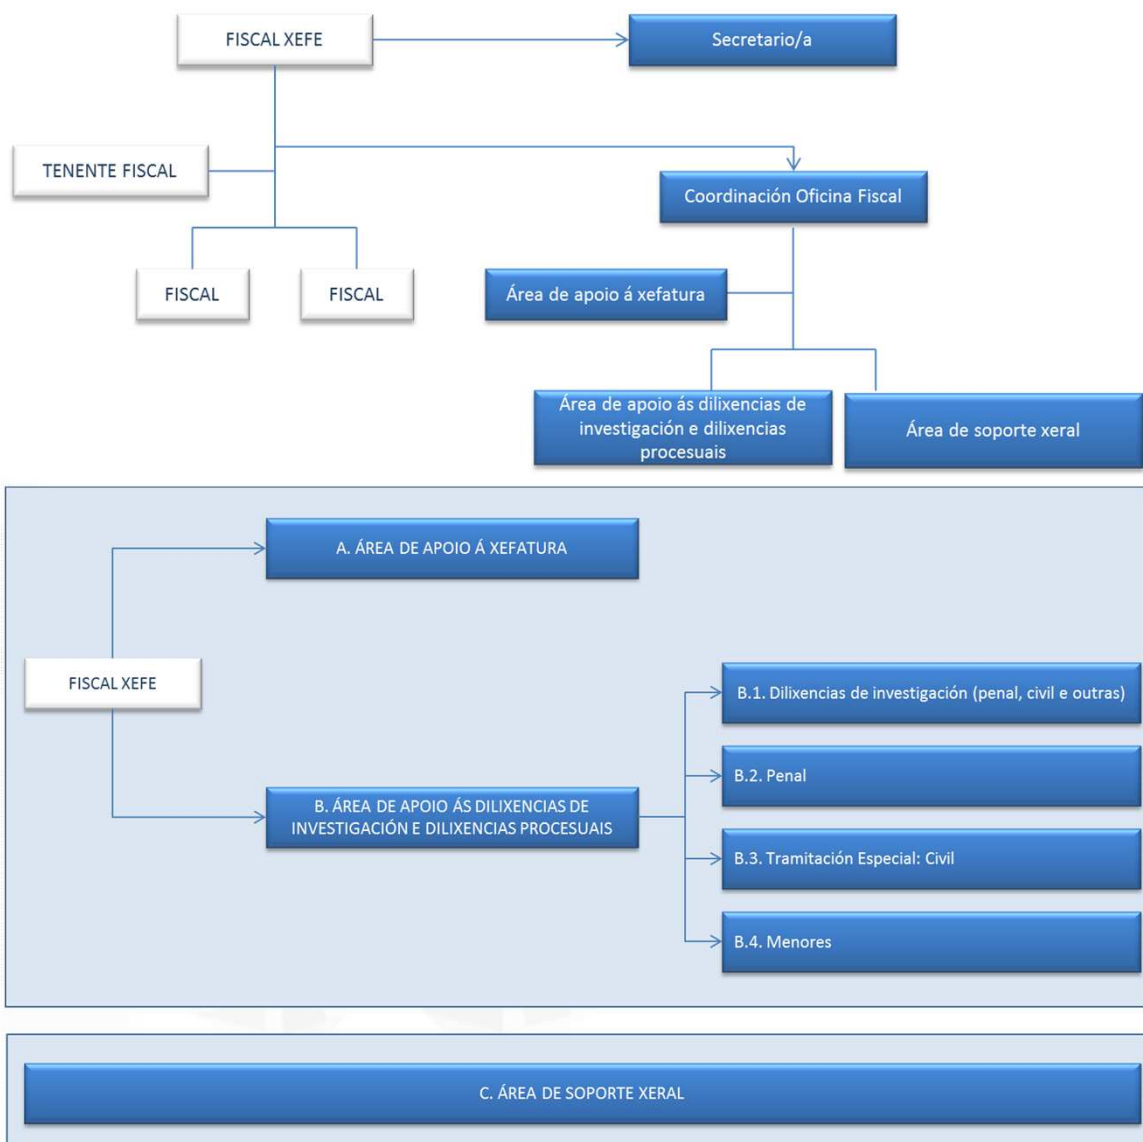 FISCAL XEFE
Secretario/a
TENENTE FISCAL
Coordinación Oficina Fiscal
FISCAL
FISCAL
Área de apoio á xefatura
Área de apoio ás dilixencias de
investigación e dilixencias
procesuais
Área de soporte xeral
A. ÁREA DE APOIO Á XEFATURA
FISCAL XEFE
B.1. Dilixencias de investigación (penal, civil e outras)
B.2. Penal
B. ÁREA DE APOIO ÁS DILIXENCIAS DE
INVESTIGACIÓN E DILIXENCIAS PROCESUAIS
B.3. Tramitación Especial: Civil
B.4. Menores
C. ÁREA DE SOPORTE XERAL